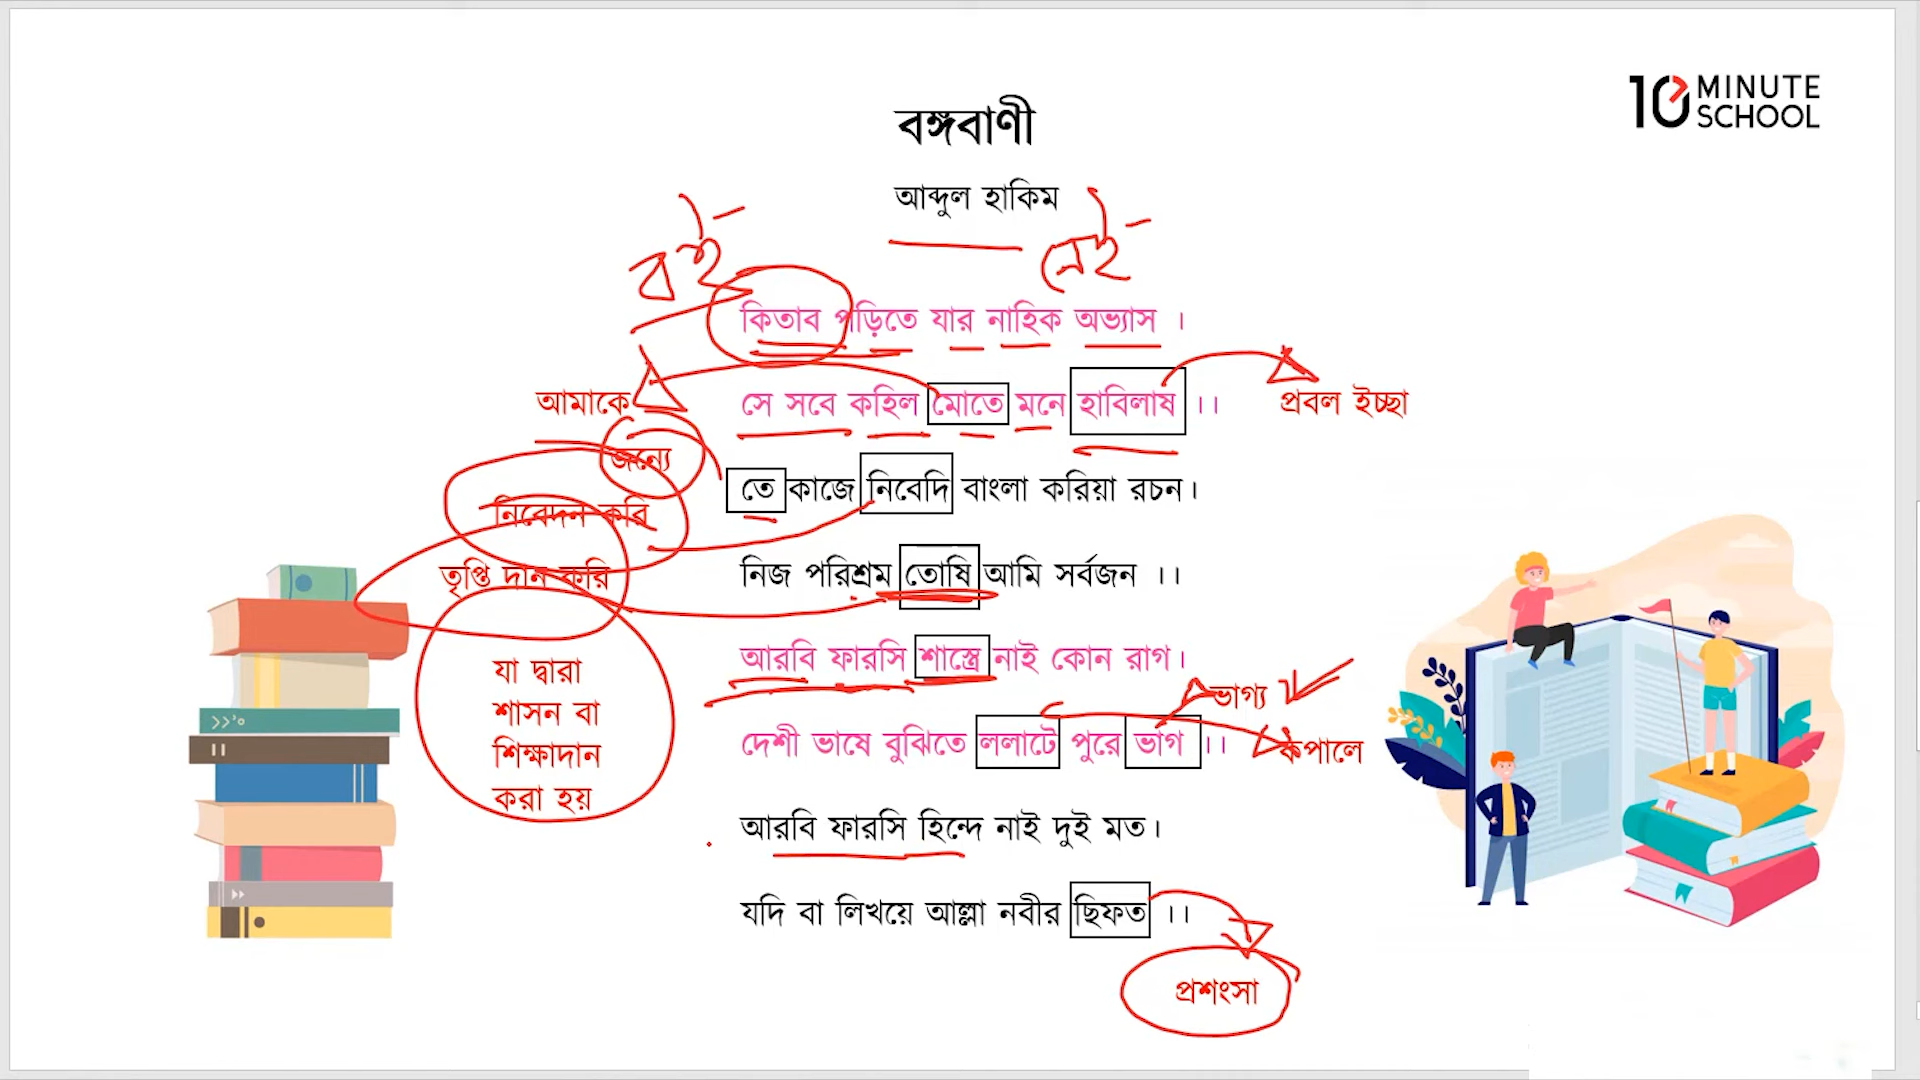 10 MINUTE SCHOOL
বঙ্গবাণী
আব্দুল হাকিম
বই
নেই
কিতাব পড়িতে যার নাহিক অভ্যাস ।
আমাকে
সে সবে কহিল মোতে মনে হাবিলাষ ।।
প্রবল ইচ্ছা
জন্যে
তে কাজে নিবেদি বাংলা করিয়া রচন।
নিবেদন করি
নিজ পরিশ্রম তোষি আমি সর্বজন ।।
তৃপ্তি দান করি
আরবি ফারসি শাস্ত্রে নাই কোন রাগ।
যা দ্বারা
শাসন বা
শিক্ষাদান
করা হয়
ভাগ্য
দেশী ভাষে বুঝিতে ললাটে পুরে ভাগ ।।
কপালে
আরবি ফারসি হিন্দে নাই দুই মত।
যদি বা লিখয়ে আল্লা নবীর ছিফত ।।
প্রশংসা